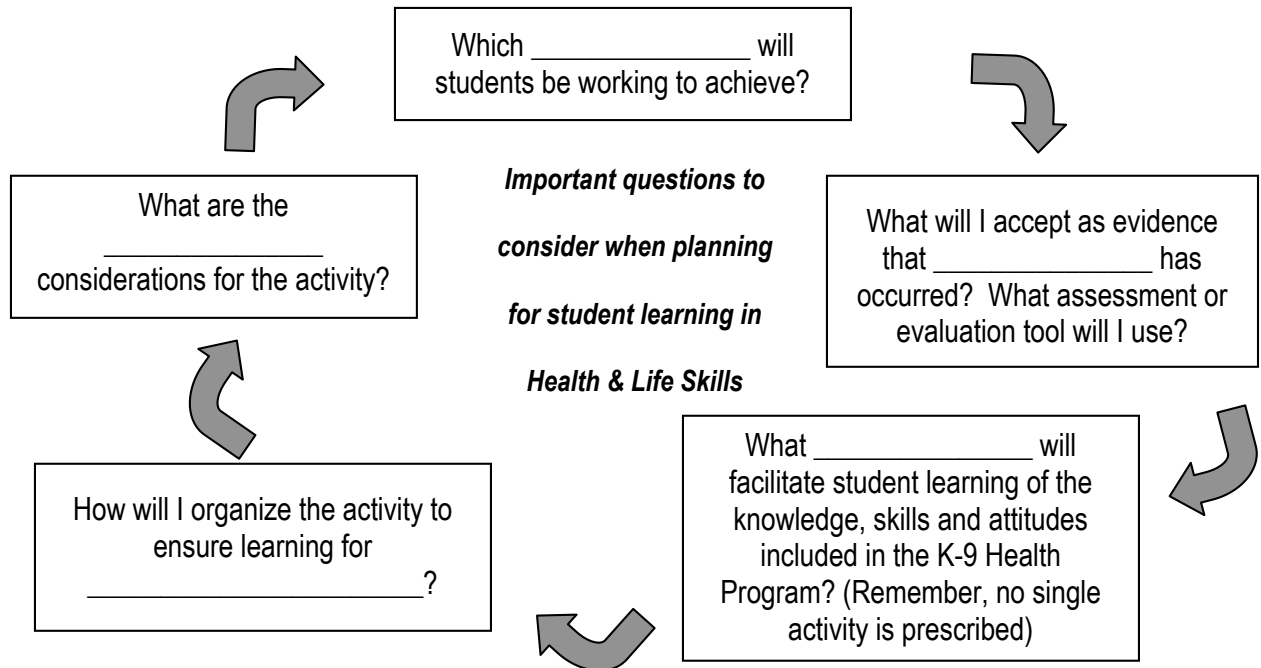 Which _______________ will
students be working to achieve?
Important questions to
consider when planning
for student learning in
Health & Life Skills
What will I accept as evidence
that _______________ has
occurred?  What assessment or
evaluation tool will I use?
What _______________ will
facilitate student learning of the
knowledge, skills and attitudes
included in the K-9 Health
Program? (Remember, no single
activity is prescribed)
How will I organize the activity to
ensure learning for
_______________________?
What are the
_______________
considerations for the activity?